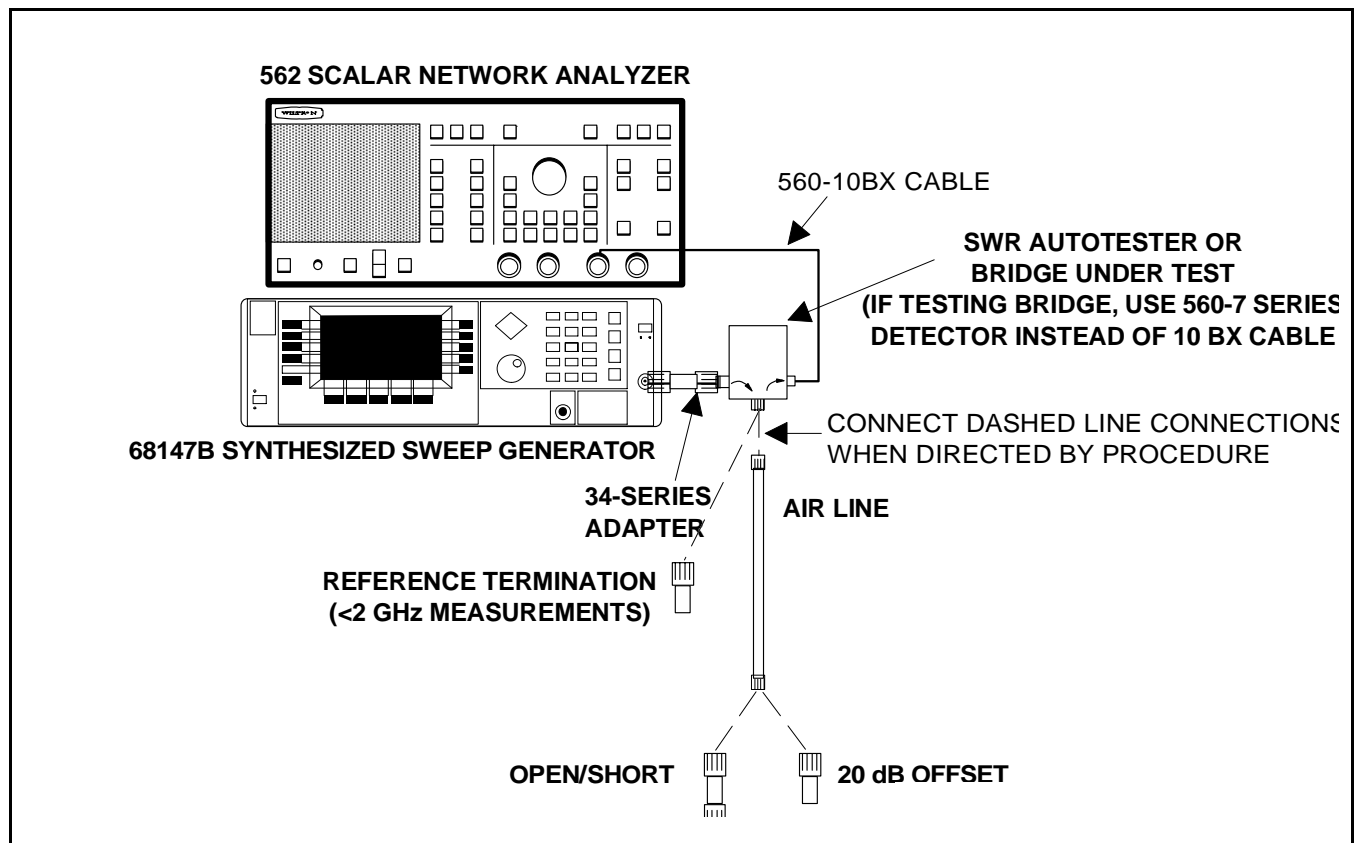 562 SCALAR NETWORK ANALYZER
WILTRON
560-10BX CABLE
SWR AUTOTESTER OR
BRIDGE UNDER TEST
(IF TESTING BRIDGE, USE 560-7 SERIES
DETECTOR INSTEAD OF 10 BX CABLE
CONNECT DASHED LINE CONNECTIONS
WHEN DIRECTED BY PROCEDURE
68147B SYNTHESIZED SWEEP GENERATOR
34-SERIES
ADAPTER
AIR LINE
REFERENCE TERMINATION
(<2 GHz MEASUREMENTS)
OPEN/SHORT
20 dB OFFSET